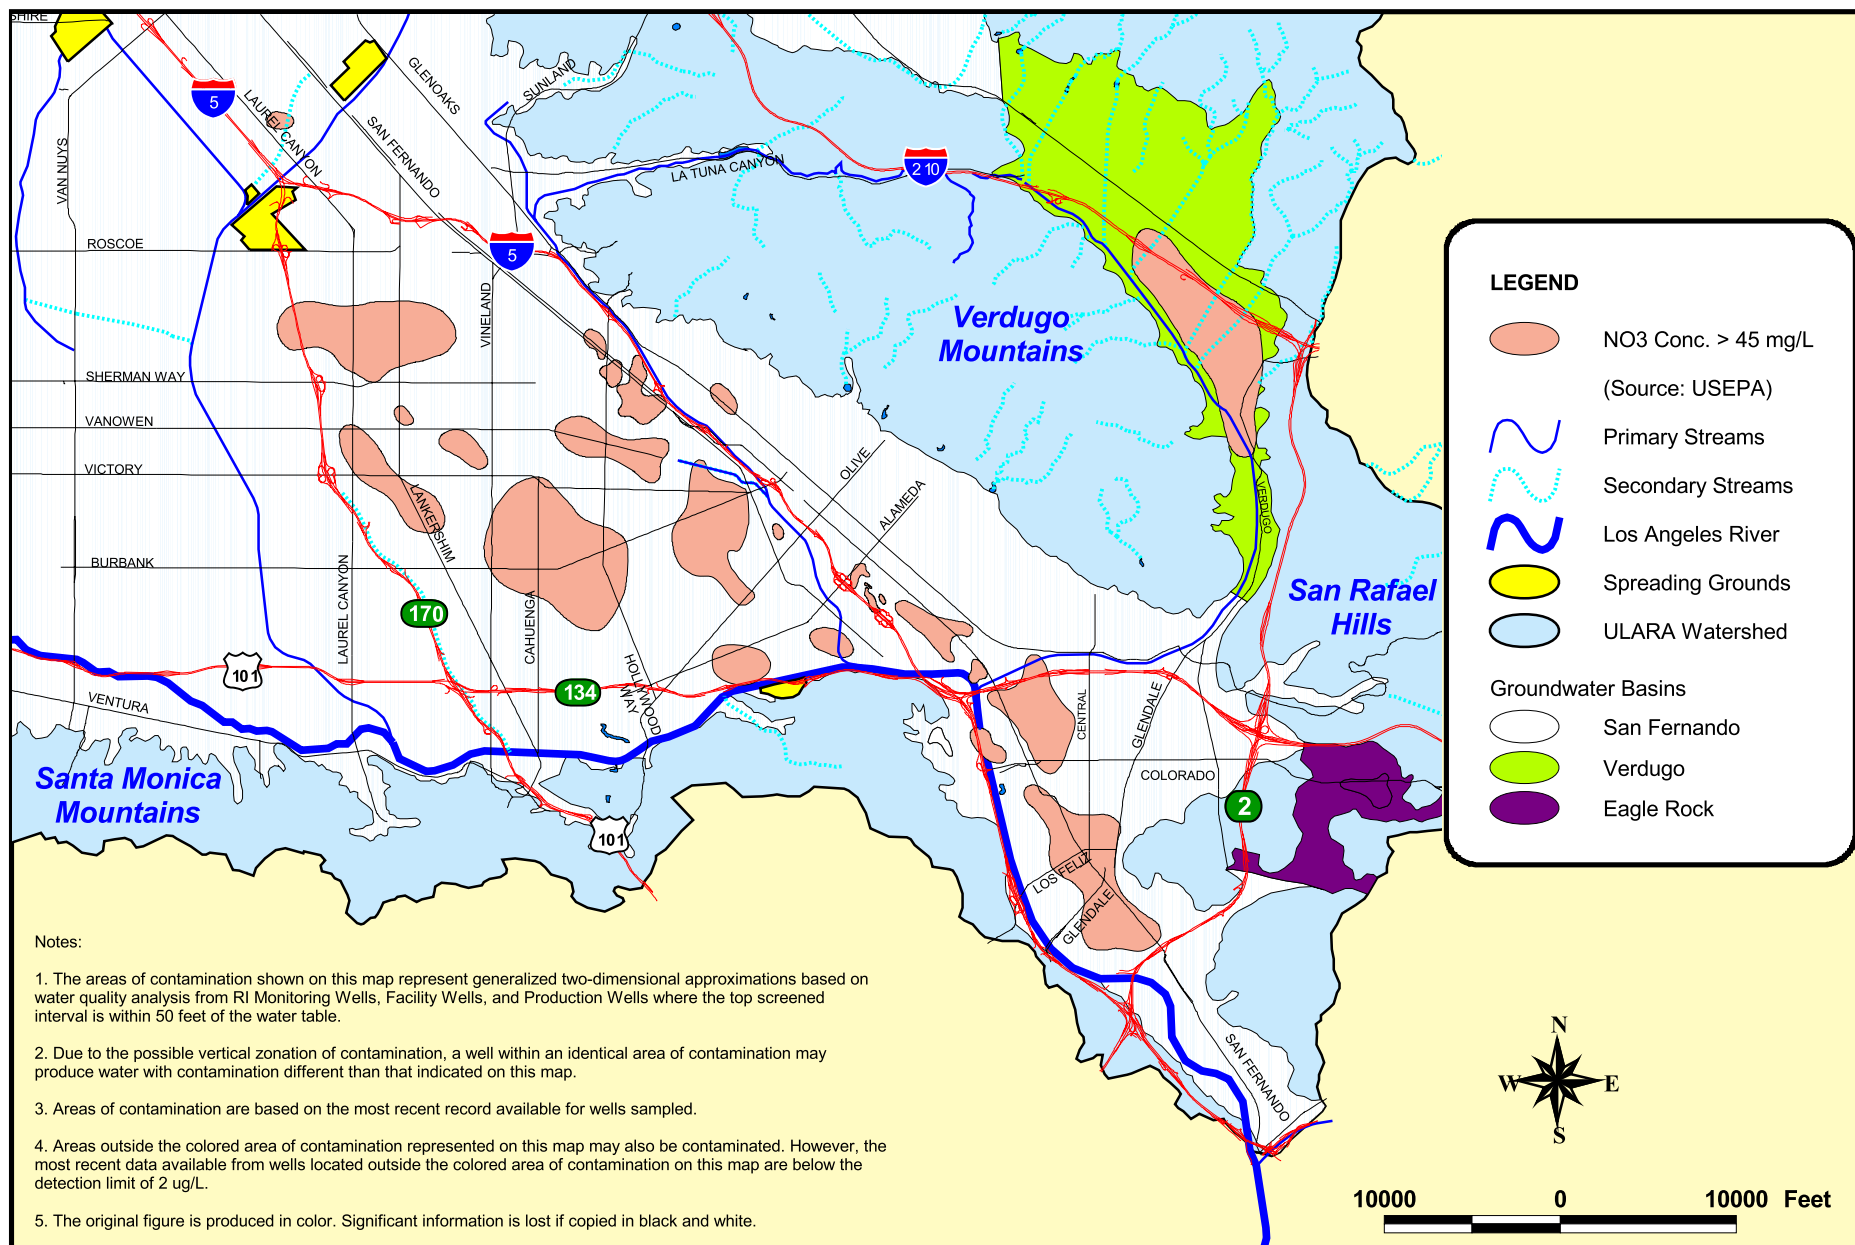 SHIRE
GLENOAKS
SUNLAND
5
LAUREL CANYON
SAN FERNANDO
VAN NUYS
LA TUNA CANYON
2 10
ROSCOE
5
VINELAND
Verdugo
Mountains
SHERMAN WAY
VANOWEN
VICTORY
OLIVE
ALAMEDA
LANKERSHIM
VERDUGO
BURBANK
LAUREL CANYON
CAHUENGA
170
San Rafael
Hills
101
134
HOLLYWOOD
WAY
VENTURA
CENTRAL
GLENDALE
COLORADO
Santa Monica
Mountains
2
101
LOS FELIZ
GLENDALE
SAN FERNANDO
LEGEND
NO3 Conc. > 45 mg/L
(Source: USEPA)
Primary Streams
Secondary Streams
Los Angeles River
Spreading Grounds
ULARA Watershed
Groundwater Basins
San Fernando
Verdugo
Eagle Rock
Notes:
1. The areas of contamination shown on this map represent generalized two-dimensional approximations based on
water quality analysis from RI Monitoring Wells, Facility Wells, and Production Wells where the top screened
interval is within 50 feet of the water table.
2. Due to the possible vertical zonation of contamination, a well within an identical area of contamination may
produce water with contamination different than that indicated on this map.
3. Areas of contamination are based on the most recent record available for wells sampled.
4. Areas outside the colored area of contamination represented on this map may also be contaminated. However, the
most recent data available from wells located outside the colored area of contamination on this map are below the
detection limit of 2 ug/L.
5. The original figure is produced in color. Significant information is lost if copied in black and white.
N
W E
S
10000 0 10000 Feet